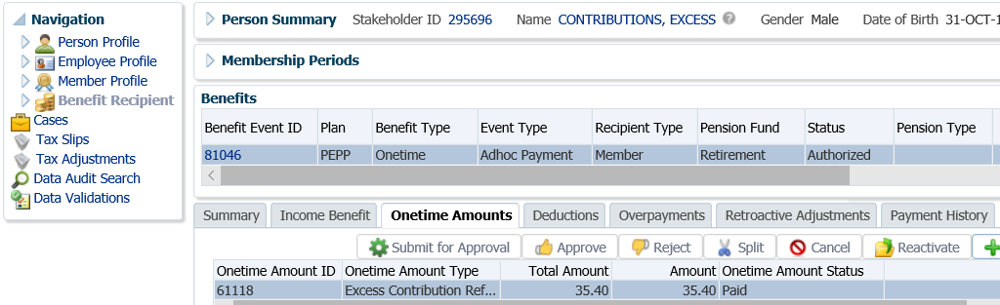 Navigation
Person Profile
Employee Profile
Member Profile
Benefit Recipient
Cases
Tax Slips
Tax Adjustments
Data Audit Search
Data Validations
Person Summary Stakeholder ID 295696 Name CONTRIBUTIONS, EXCESS Gender Male Date of Birth 31-OCT-1
Membership Periods
Benefits
Benefit Event ID Plan Benefit Type Event Type Recipient Type Pension Fund Status Pension Type
81046 PEPP Onetime Adhoc Payment Member Retirement Authorized
Summary Income Benefit Onetime Amounts Deductions Overpayments Retroactive Adjustments Payment History
Submit for Approval Approve Reject Split Cancel Reactivate
Onetime Amount ID Onetime Amount Type Total Amount Amount Onetime Amount Status
61118 Excess Contribution Ref... 35.40 35.40 Paid